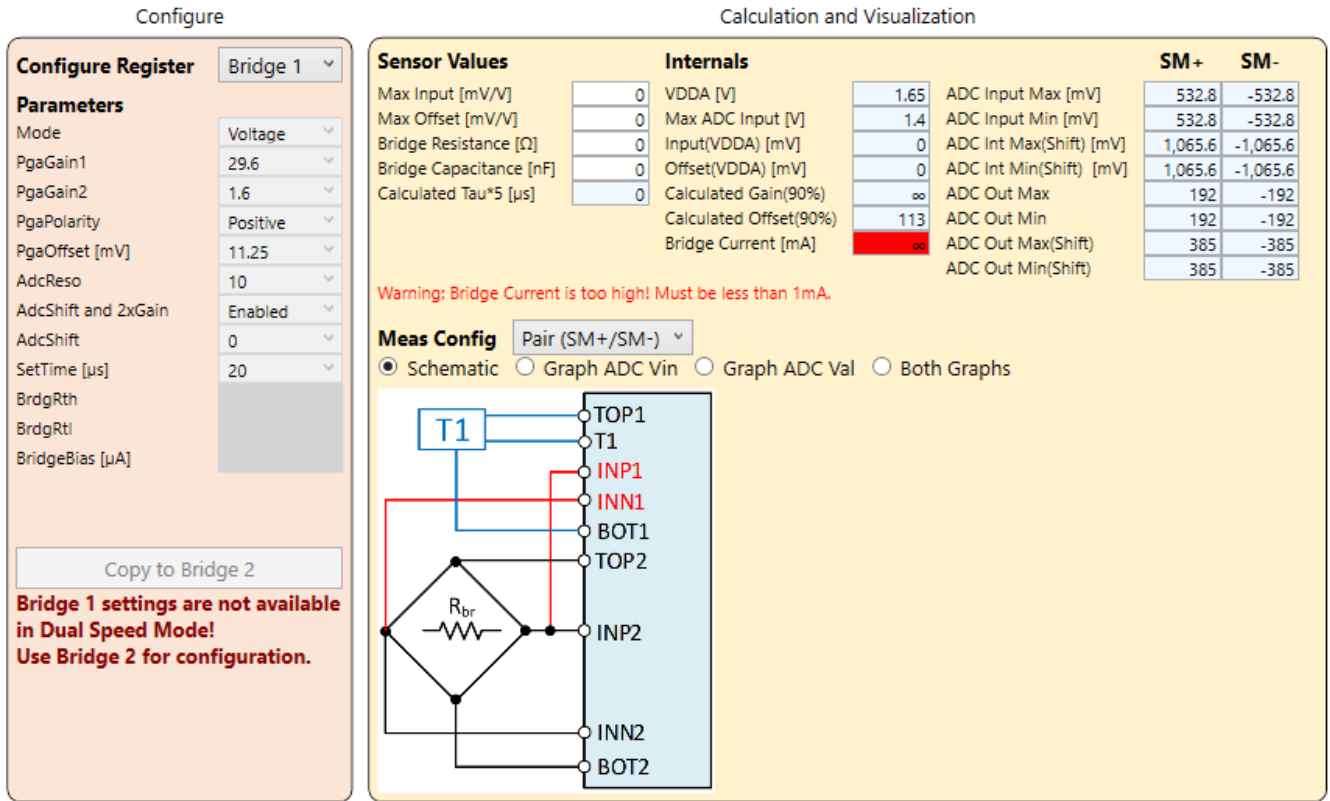 Configure
Configure Register Bridge 1
Parameters
Mode Voltage
PgaGain1 29.6
PgaGain2 1.6
PgaPolarity Positive
PgaOffset [mV] 11.25
AdcReso 10
AdcShift and 2xGain Enabled
AdcShift 0
SetTime [µs] 20
BrdgRth
BrdgRtl
BridgeBias [µA]
Copy to Bridge 2
Bridge 1 settings are not available
in Dual Speed Mode!
Use Bridge 2 for configuration.
Calculation and Visualization
Sensor Values
Max Input [mV/V] 0
Max Offset [mV/V] 0
Bridge Resistance [Ω] 0
Bridge Capacitance [nF] 0
Calculated Tau*5 [µs] 0
Internals
VDDA [V] 1.65
Max ADC Input [V] 1.4
Input(VDDA) [mV] 0
Offset(VDDA) [mV] 0
Calculated Gain(90%) ∞
Calculated Offset(90%) 113
Bridge Current [mA] ∞
SM+ SM-
ADC Input Max [mV] 532.8 -532.8
ADC Input Min [mV] 532.8 -532.8
ADC Int Max(Shift) [mV] 1,065.6 -1,065.6
ADC Int Min(Shift) [mV] 1,065.6 -1,065.6
ADC Out Max 192 -192
ADC Out Min 192 -192
ADC Out Max(Shift) 385 -385
ADC Out Min(Shift) 385 -385
Warning: Bridge Current is too high! Must be less than 1mA.
Meas Config Pair (SM+/SM-)
Schematic Graph ADC Vin Graph ADC Val Both Graphs
T1
TOP1
T1
INP1
INN1
BOT1
TOP2
Rbr
INP2
INN2
BOT2